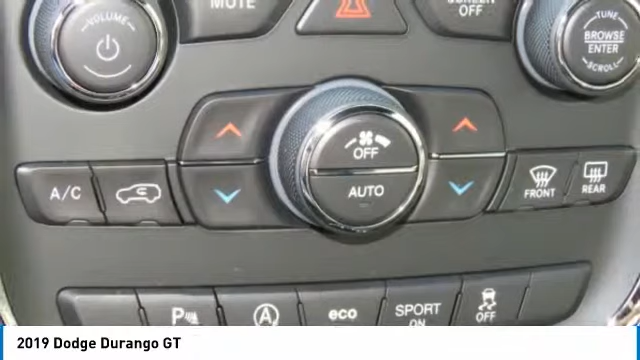 MUTE
SCREEN OFF
VOLUME
TUNE
BROWSE
ENTER
SCROLL
OFF
AUTO
A/C
FRONT
REAR
P
A
eco
SPORT
ON
OFF
2019 Dodge Durango GT